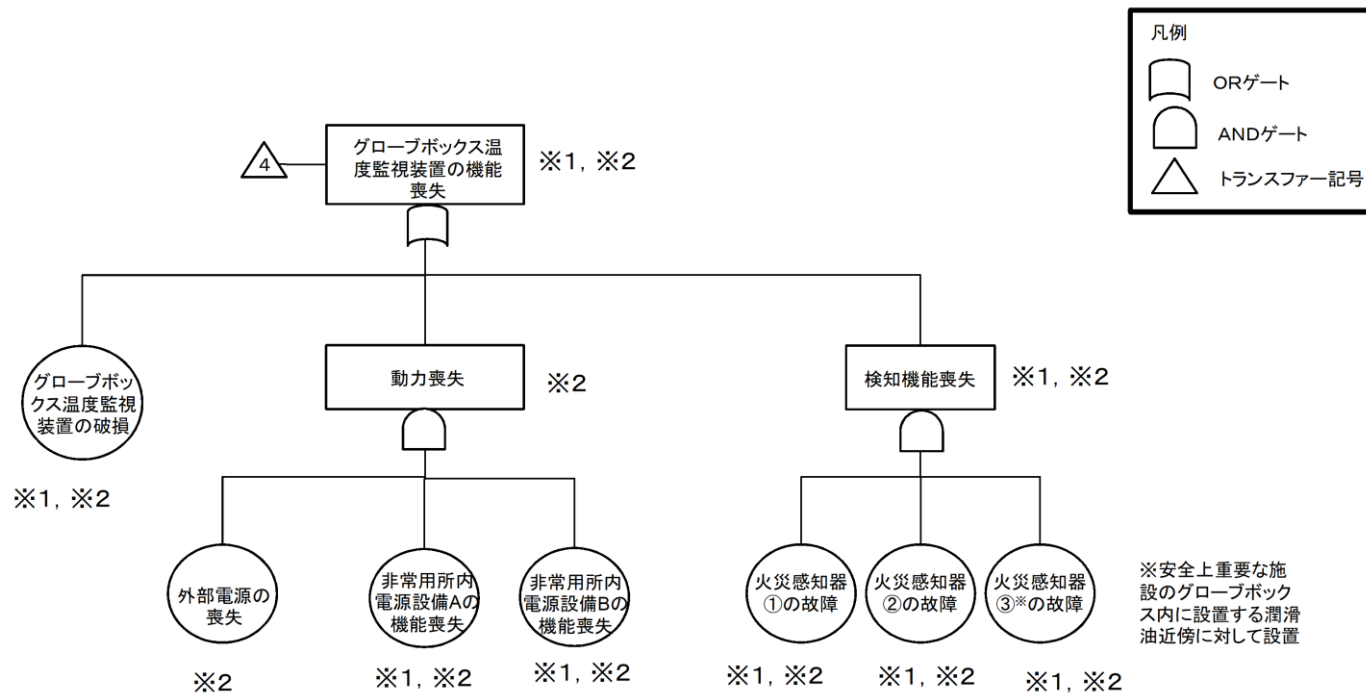 凡例
ORゲート
ANDゲート
トランスファー記号
4
グローブボックス温
度監視装置の機能
喪失
※1, ※2
グローブボッ
クス温度監視
装置の破損
※1, ※2
動力喪失
※2
検知機能喪失
※1, ※2
外部電源の
喪失
※2
非常用所内
電源設備Aの
機能喪失
※1, ※2
非常用所内
電源設備Bの
機能喪失
※1, ※2
火災感知器
①の故障
※1, ※2
火災感知器
②の故障
※1, ※2
火災感知器
③※の故障
※1, ※2
※安全上重要な施
設のグローブボック
ス内に設置する潤滑
油近傍に対して設置